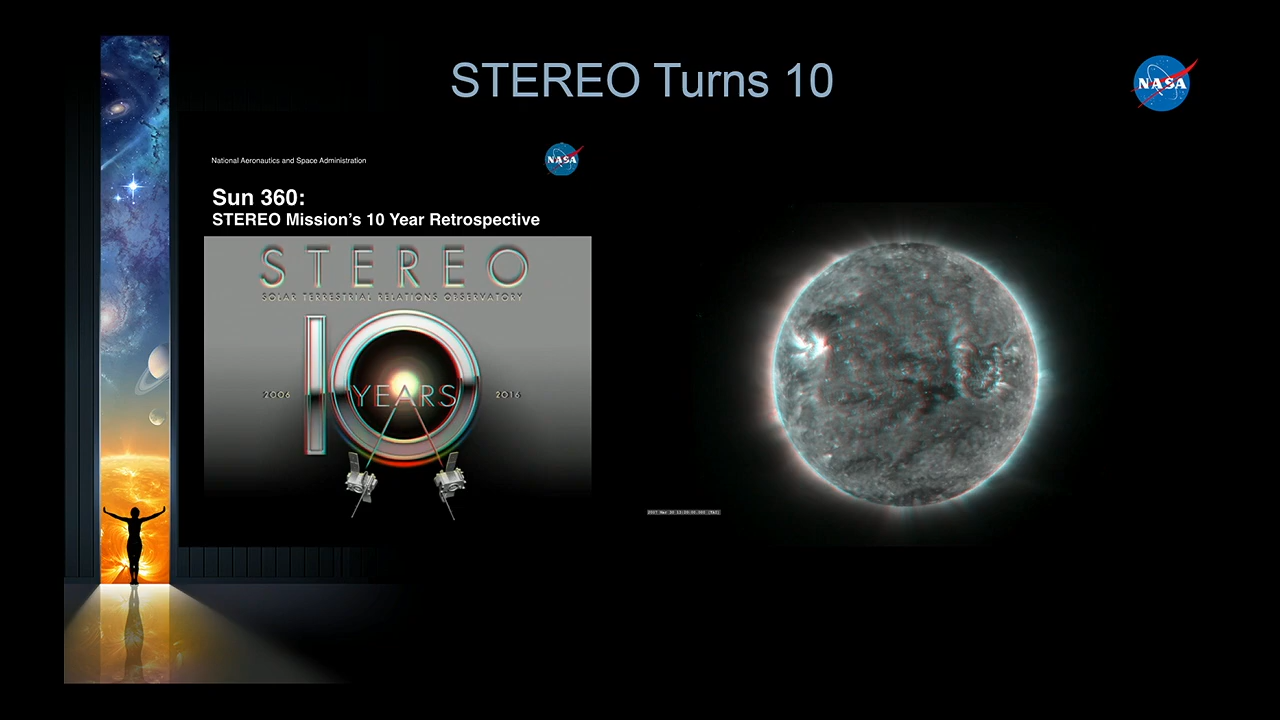 STEREO Turns 10
NASA
National Aeronautics and Space Administration
NASA
Sun 360:
STEREO Mission's 10 Year Retrospective
STEREO
SOLAR TERRESTRIAL RELATIONS OBSERVATORY
10
2006 YEARS 2016